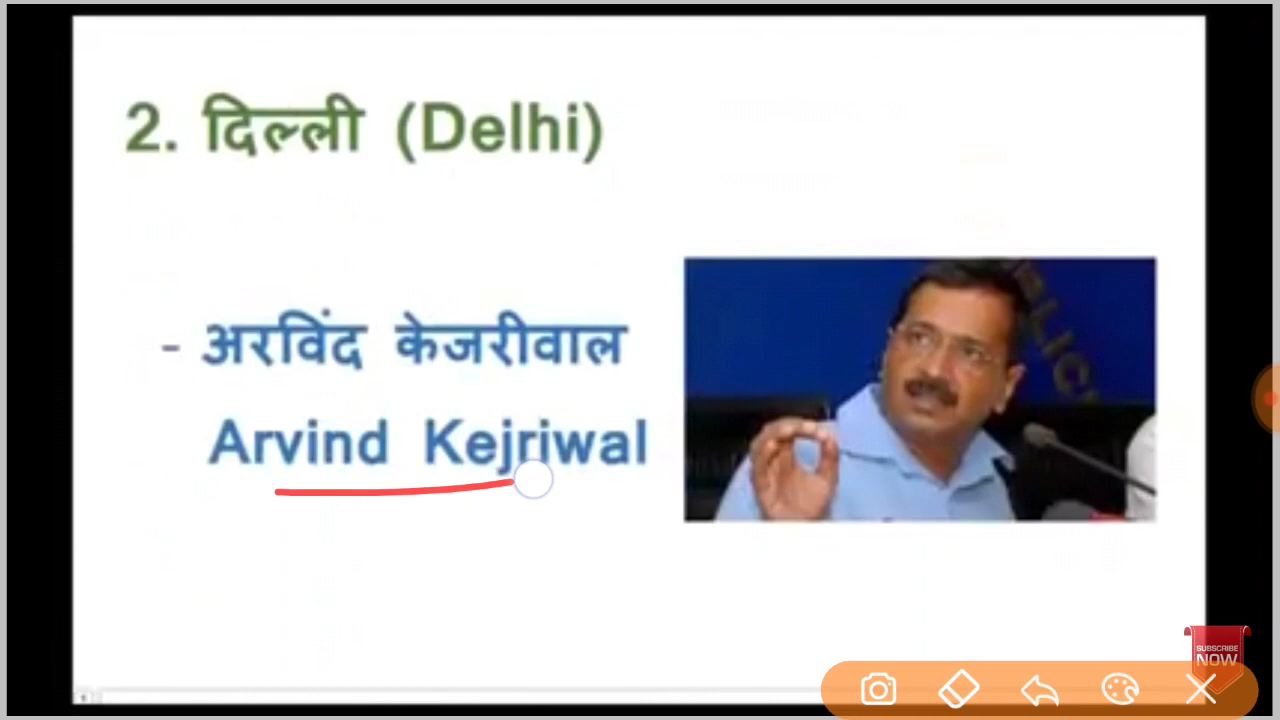 2. दिल्ली (Delhi)
- अरविंद केजरीवाल
Arvind Kejriwal
SUBSCRIBE
NOW